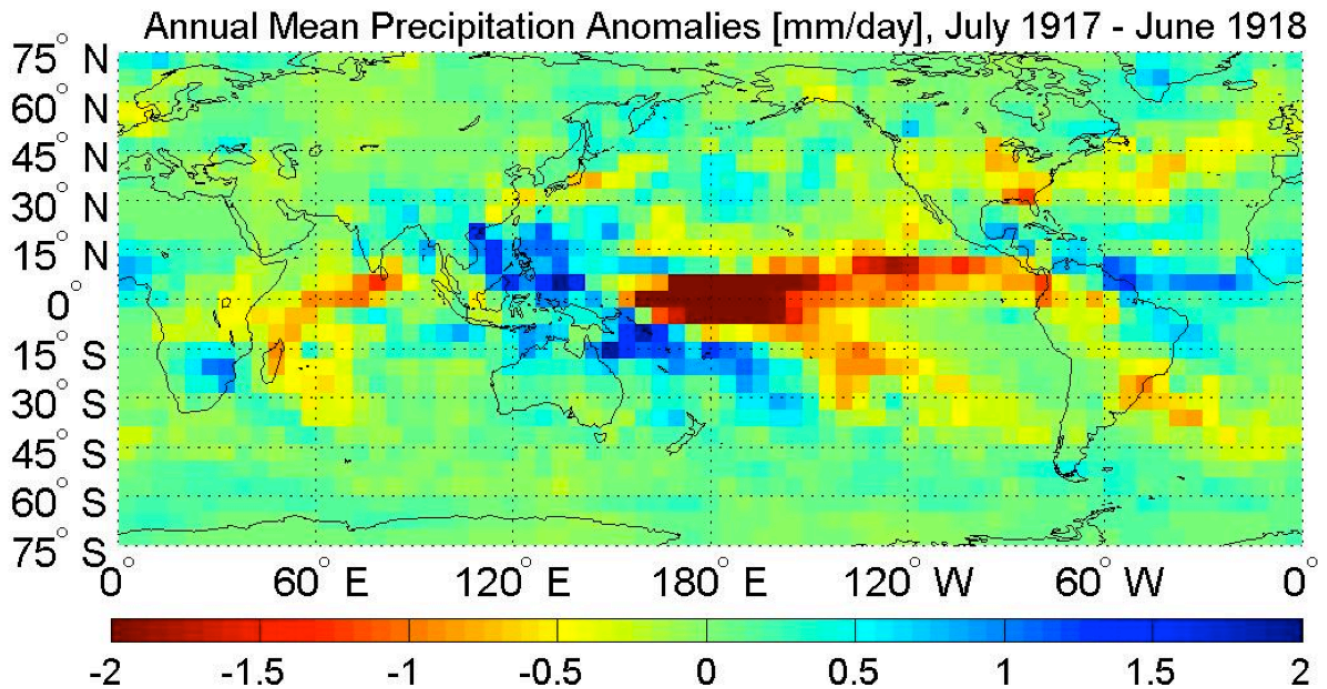 Annual Mean Precipitation Anomalies [mm/day], July 1917 - June 1918
75° N
60° N
45° N
30° N
15° N
0°
15° S
30° S
45° S
60° S
75° S
0° 60° E 120° E 180° E 120° W 60° W 0°
-2 -1.5 -1 -0.5 0 0.5 1 1.5 2